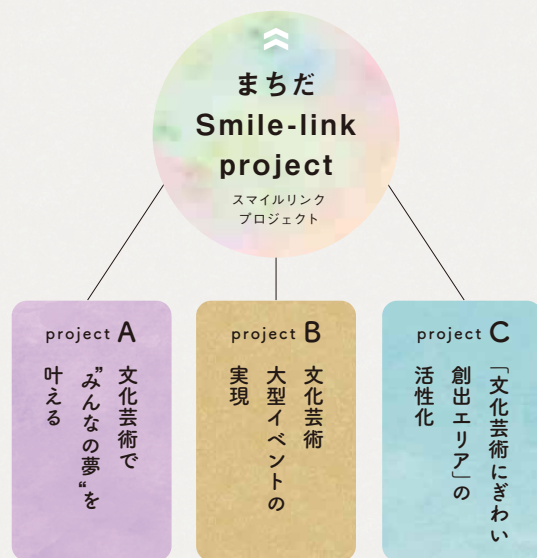 まちだ
Smile-link
project
スマイルリンク
プロジェクト
project A
文化芸術で
”みんなの夢“を
叶える
project B
文化芸術
大型イベントの
実現
project C
「文化芸術にぎわい
創出エリア」の
活性化